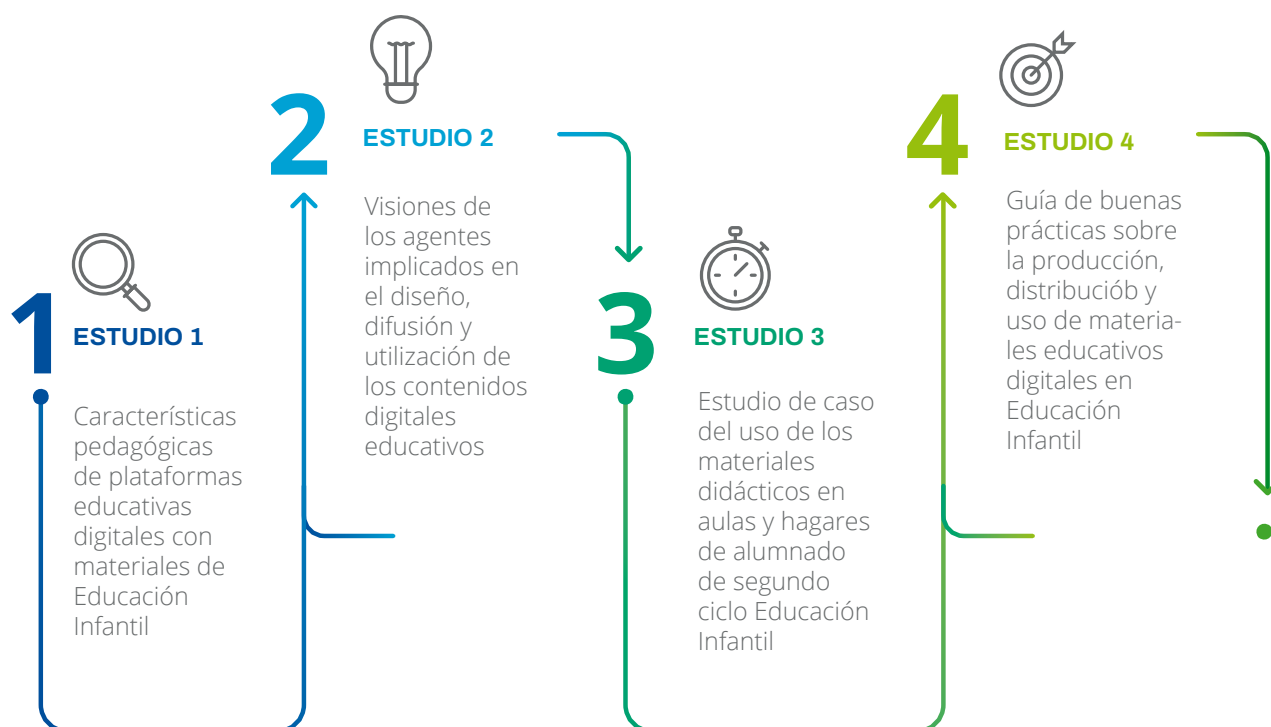 1
ESTUDIO 1
Características
pedagógicas
de plataformas
educativas
digitales con
materiales de
Educación
Infantil
2
ESTUDIO 2
Visiones de
los agentes
implicados en
el diseño,
difusión y
utilización de
los contenidos
digitales
educativos
3
ESTUDIO 3
Estudio de caso
del uso de los
materiales
didácticos en
aulas y hagares
de alumnado
de segundo
ciclo Educación
Infantil
4
ESTUDIO 4
Guía de buenas
prácticas sobre
la producción,
distribuciób y
uso de materia-
les educativos
digitales en
Educación
Infantil